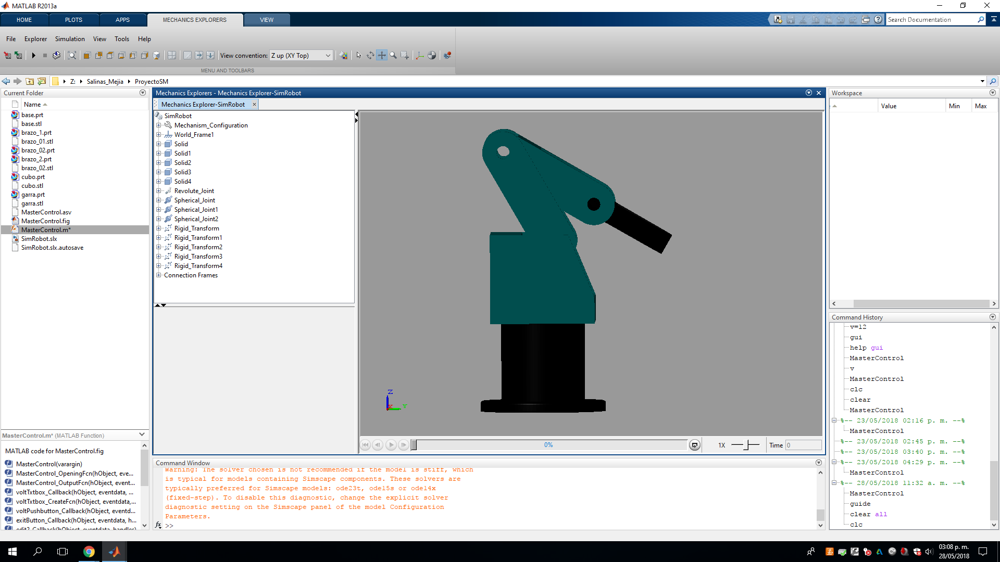 MATLAB R2013a
HOME
PLOTS
APPS
MECHANICS EXPLORERS
VIEW
Search Documentation
File
Explorer
Simulation
View
Tools
Help
View convention:
Z up (XY Top)
MENU AND TOOLBARS
Z:
Salinas_Mejia
ProyectoSM
Current Folder
Name
base.prt
base.stl
brazo_1.prt
brazo_01.stl
brazo_02.prt
brazo_2.prt
brazo_02.stl
cubo.prt
cubo.stl
garra.prt
garra.stl
MasterControl.asv
MasterControl.fig
MasterControl.m*
SimRobot.slx
SimRobot.slx.autosave
MasterControl.m* (MATLAB Function)
MATLAB code for MasterControl.fig
MasterControl(varargin)
MasterControl_OpeningFcn(hObject, eve...
MasterControl_OutputFcn(hObject, event...
voltTxtbox_Callback(hObject, eventdata, ...
voltTxtbox_CreateFcn(hObject, eventdata,...
voltPushbutton_Callback(hObject, eventd...
exitButton_Callback(hObject, eventdata, h...
edit2_Callback(hObject, eventdata, handles)
Mechanics Explorers - Mechanics Explorer-SimRobot
Mechanics Explorer-SimRobot
SimRobot
Mechanism_Configuration
World_Frame1
Solid
Solid1
Solid2
Solid3
Solid4
Revolute_Joint
Spherical_Joint
Spherical_Joint1
Spherical_Joint2
Rigid_Transform
Rigid_Transform1
Rigid_Transform2
Rigid_Transform3
Rigid_Transform4
Connection Frames
Z
X
Y
0%
1X
Time
0
Command Window
Warning: The solver chosen is not recommended if the model is stiff, which
is typical for models containing Simscape components. These solvers are
typically preferred for Simscape models: ode23t, ode15s or ode14x
(fixed-step). To disable this diagnostic, change the explicit solver
diagnostic setting on the Simscape panel of the model Configuration
Parameters.
fx >>
Workspace
Value
Min
Max
Command History
v=12
gui
help gui
MasterControl
v
MasterControl
clc
clear
MasterControl
%-- 23/05/2018 02:16 p. m. --%
MasterControl
%-- 23/05/2018 02:45 p. m. --%
%-- 23/05/2018 03:40 p. m. --%
%-- 23/05/2018 04:29 p. m. --%
MasterControl
%-- 28/05/2018 11:32 a. m. --%
MasterControl
guide
clear all
clc
03:08 p. m.
28/05/2018